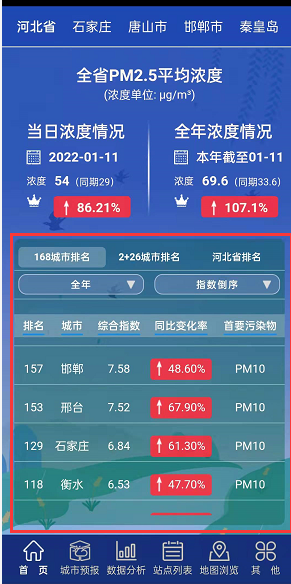 河北省 石家庄 唐山市 邯郸市 秦皇岛
全省PM2.5平均浓度
(浓度单位: μg/m³)
当日浓度情况 全年浓度情况
2022-01-11 本年截至01-11
浓度 54 (同期29) 浓度 69.6 (同期33.6)
86.21% 107.1%
168城市排名 2+26城市排名 河北省排名
全年 指数倒序
排名 城市 综合指数 同比变化率 首要污染物
157 邯郸 7.58 48.60% PM10
153 邢台 7.52 67.90% PM10
129 石家庄 6.84 61.30% PM10
118 衡水 6.53 47.70% PM10
首 页 城市预报 数据分析 站点列表 地图浏览 其 他